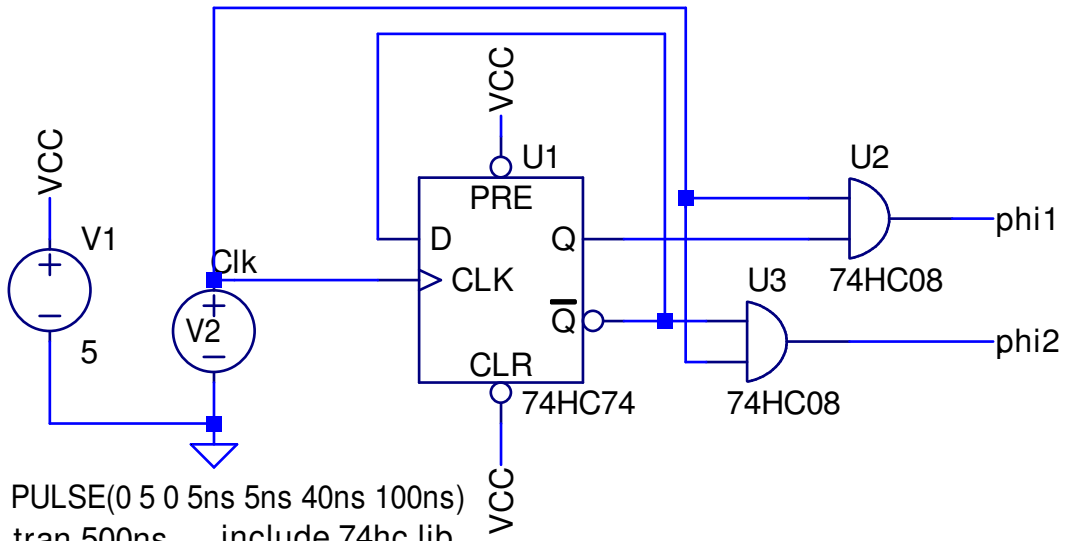 VCC
V1
5
Clk
V2
VCC
U1
PRE
D
Q
CLK
Q
CLR
74HC74
VCC
U2
74HC08
phi1
U3
74HC08
phi2
PULSE(0 5 0 5ns 5ns 40ns 100ns)
tran 500ns include 74hc lib